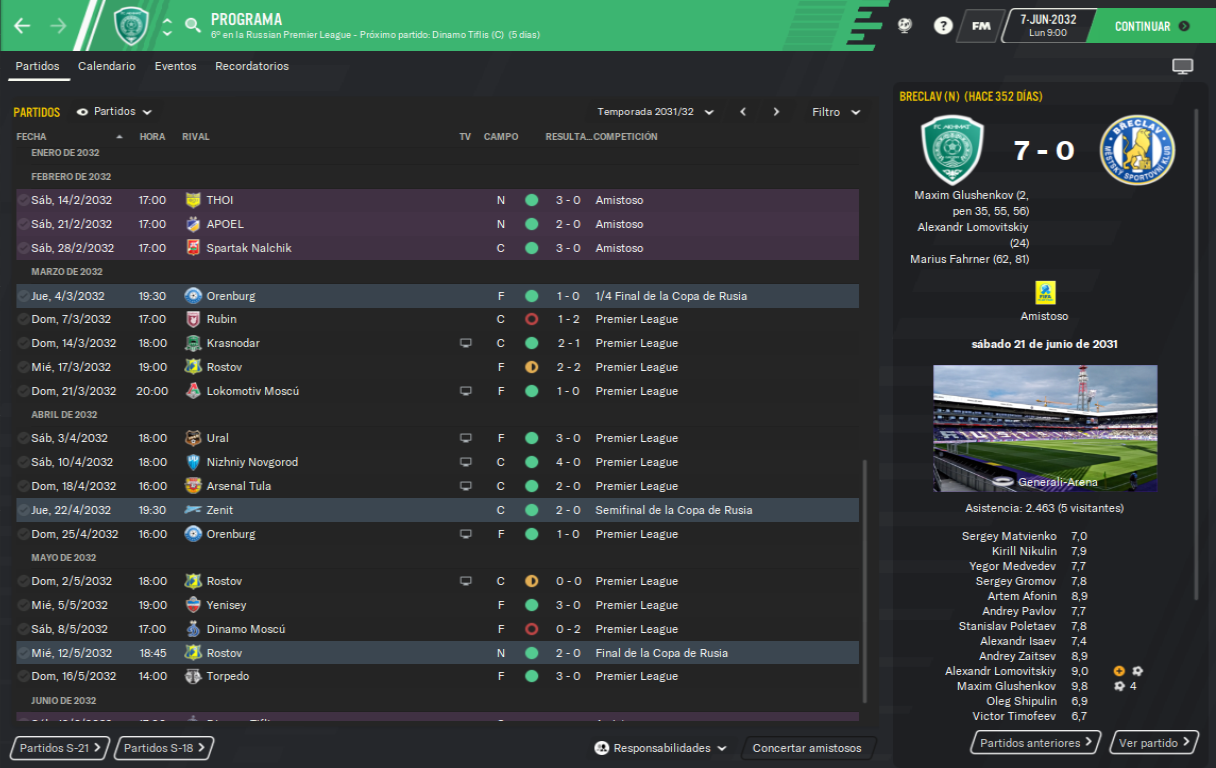 PROGRAMA
6º en la Russian Premier League - Próximo partido: Dinamo Tiflis (C) (5 días)
FM
7-JUN-2032
Lun 9:00
CONTINUAR
Partidos Calendario Eventos Recordatorios
PARTIDOS Partidos Temporada 2031/32 Filtro
FECHA HORA RIVAL TV CAMPO RESULTA... COMPETICIÓN
ENERO DE 2032
FEBRERO DE 2032
Sáb, 14/2/2032 17:00 THOI N 3 - 0 Amistoso
Sáb, 21/2/2032 17:00 APOEL N 2 - 0 Amistoso
Sáb, 28/2/2032 17:00 Spartak Nalchik C 3 - 0 Amistoso
MARZO DE 2032
Jue, 4/3/2032 19:30 Orenburg F 1 - 0 1/4 Final de la Copa de Rusia
Dom, 7/3/2032 17:00 Rubin C 1 - 2 Premier League
Dom, 14/3/2032 18:00 Krasnodar C 2 - 1 Premier League
Mié, 17/3/2032 19:00 Rostov F 2 - 2 Premier League
Dom, 21/3/2032 20:00 Lokomotiv Moscú F 1 - 0 Premier League
ABRIL DE 2032
Sáb, 3/4/2032 18:00 Ural F 3 - 0 Premier League
Sáb, 10/4/2032 18:00 Nizhniy Novgorod C 4 - 0 Premier League
Dom, 18/4/2032 16:00 Arsenal Tula C 2 - 0 Premier League
Jue, 22/4/2032 19:30 Zenit C 2 - 0 Semifinal de la Copa de Rusia
Dom, 25/4/2032 16:00 Orenburg F 1 - 0 Premier League
MAYO DE 2032
Dom, 2/5/2032 18:00 Rostov C 0 - 0 Premier League
Mié, 5/5/2032 19:00 Yenisey F 3 - 0 Premier League
Sáb, 8/5/2032 17:00 Dinamo Moscú F 0 - 2 Premier League
Mié, 12/5/2032 18:45 Rostov N 2 - 0 Final de la Copa de Rusia
Dom, 16/5/2032 14:00 Torpedo F 3 - 0 Premier League
JUNIO DE 2032
Partidos S-21 Partidos S-18 Responsabilidades Concertar amistosos
BRECLAV (N) (HACE 352 DÍAS)
7 - 0
Maxim Glushenkov (2,
pen 35, 55, 56)
Alexandr Lomovitskiy
(24)
Marius Fahrner (62, 81)
Amistoso
sábado 21 de junio de 2031
Generali-Arena
Asistencia: 2.463 (5 visitantes)
Sergey Matvienko 7,0
Kirill Nikulin 7,9
Yegor Medvedev 7,7
Sergey Gromov 7,8
Artem Afonin 8,9
Andrey Pavlov 7,7
Stanislav Poletaev 7,8
Alexandr Isaev 7,4
Andrey Zaitsev 8,9
Alexandr Lomovitskiy 9,0
Maxim Glushenkov 9,8 4
Oleg Shipulin 6,9
Victor Timofeev 6,7
Partidos anteriores Ver partido